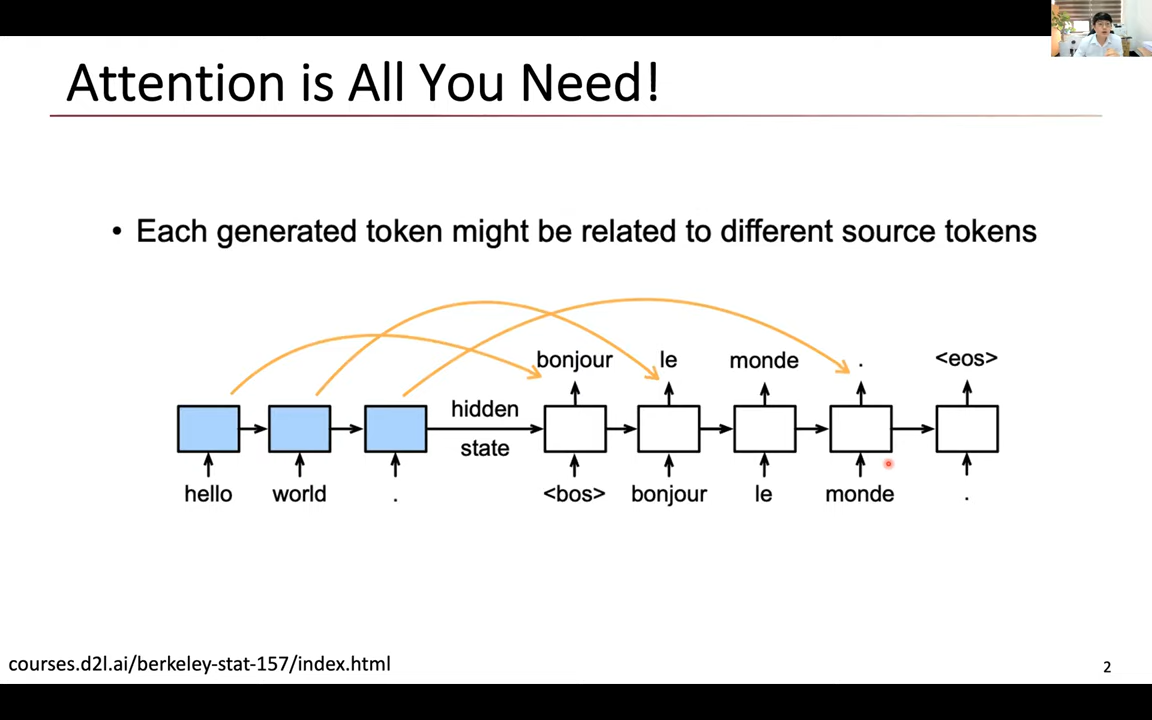 Attention is All You Need!
• Each generated token might be related to different source tokens
bonjour le monde . <eos>
hidden
state
hello world . <bos> bonjour le monde .
courses.d2l.ai/berkeley-stat-157/index.html
2